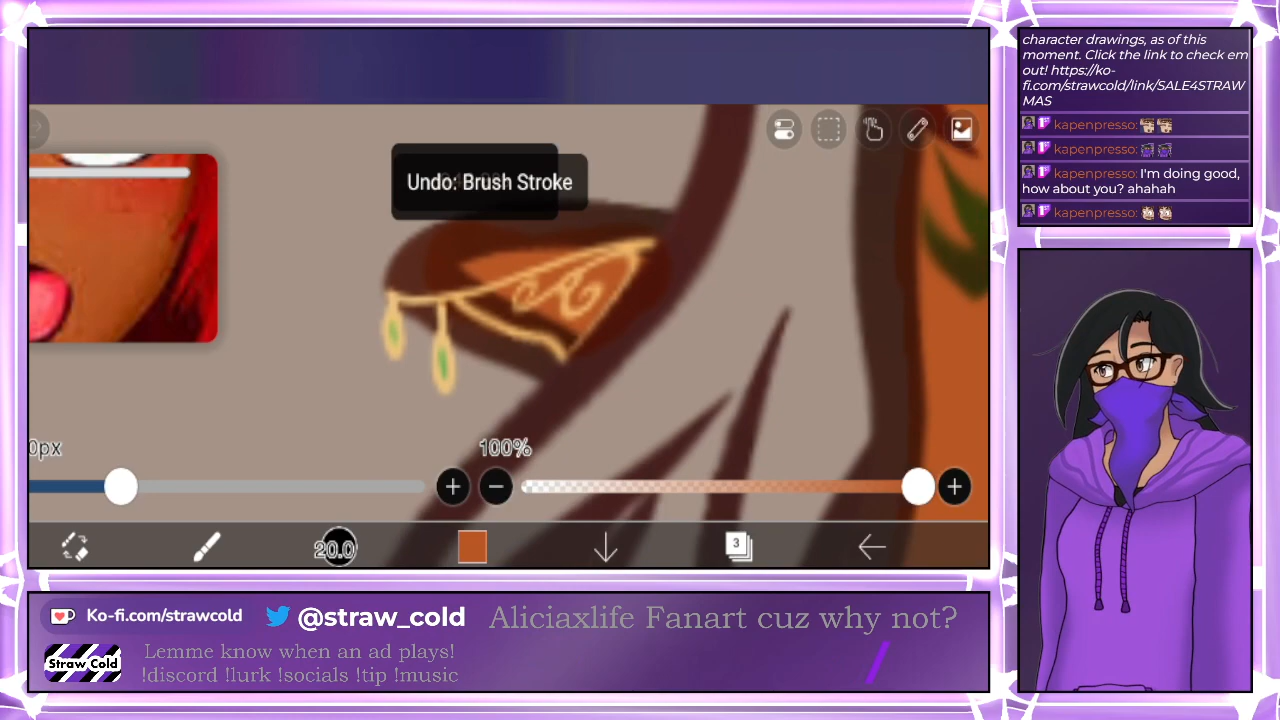 character drawings, as of this
moment. Click the link to check em
out! https://ko-
fi.com/strawcold/link/SALE4STRAW
MAS
kapenpresso:
kapenpresso:
kapenpresso: I'm doing good,
how about you? ahahah
kapenpresso:
Undo: Brush Stroke
0px
100%
20.0
3
Ko-fi.com/strawcold
@straw_cold
Aliciaxlife Fanart cuz why not?
Straw Cold
Lemme know when an ad plays!
!discord !lurk !socials !tip !music